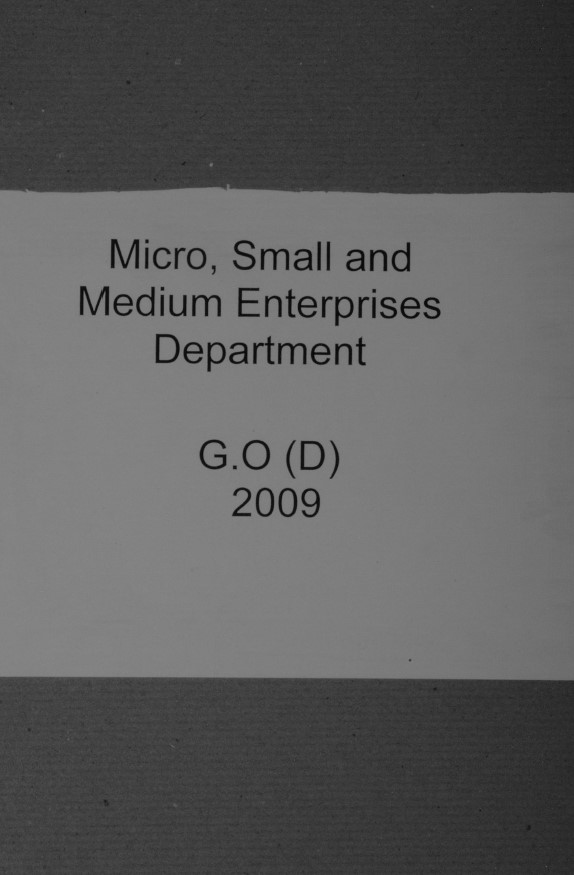 Micro, Small and
Medium Enterprises
Department
G.O (D)
2009